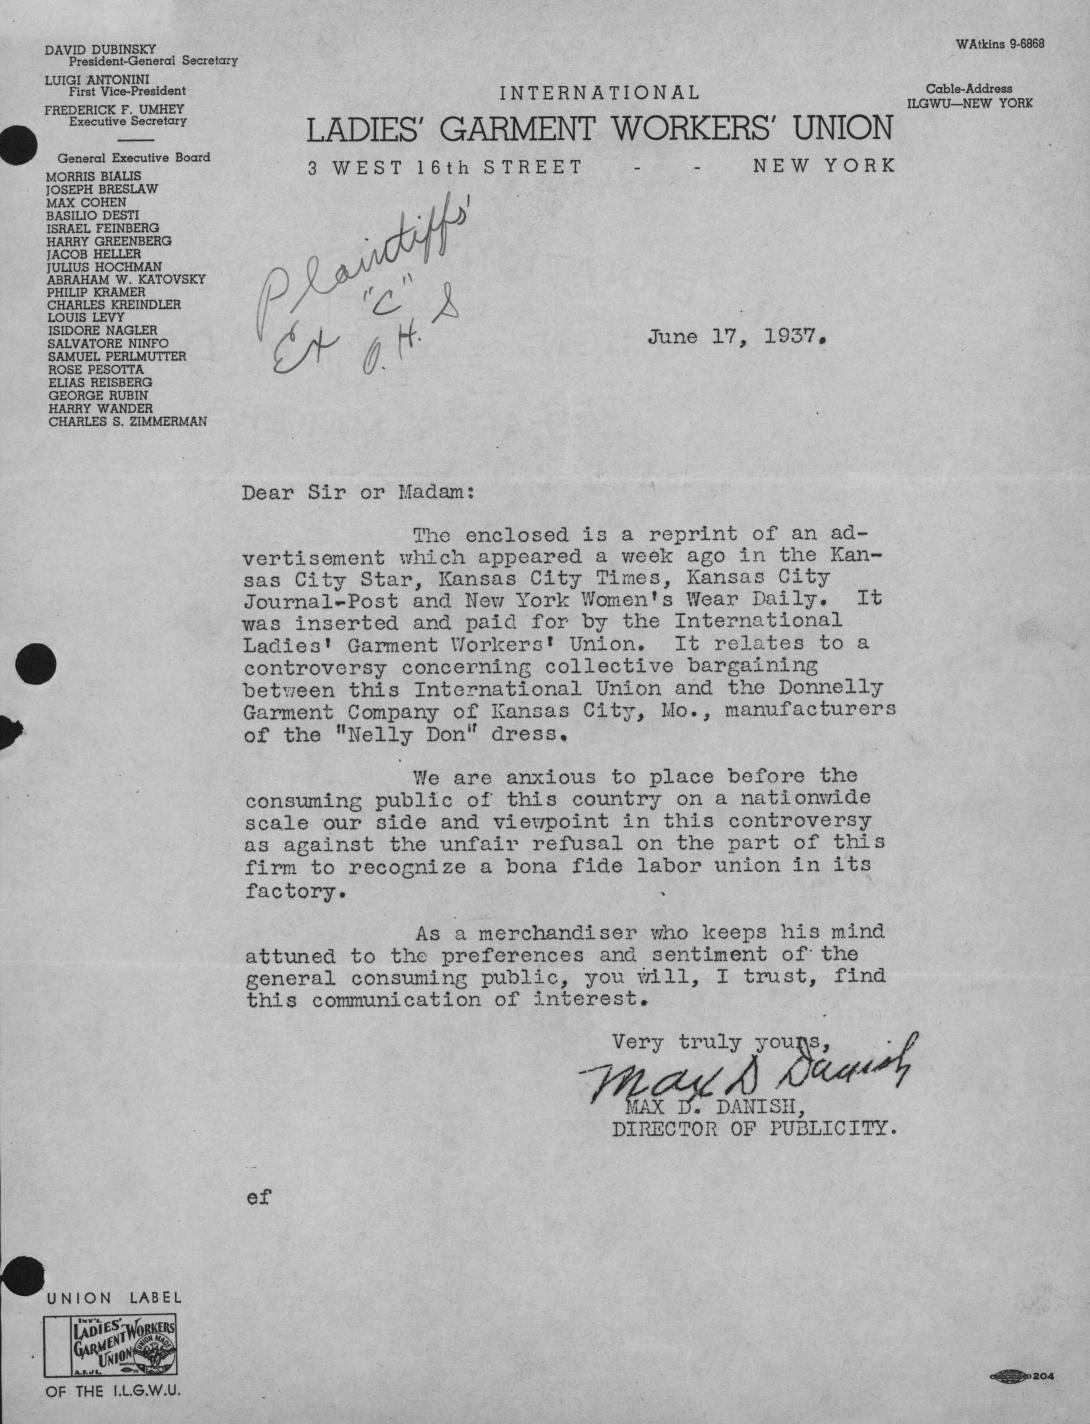 DAVID DUBINSKY
President-General Secretary
LUIGI ANTONINI
First Vice-President
FREDERICK F. UMHEY
Executive Secretary
General Executive Board
MORRIS BIALIS
JOSEPH BRESLAW
MAX COHEN
BASILIO DESTI
ISRAEL FEINBERG
HARRY GREENBERG
JACOB HELLER
JULIUS HOCHMAN
ABRAHAM W. KATOVSKY
PHILIP KRAMER
CHARLES KREINDLER
LOUIS LEVY
ISIDORE NAGLER
SALVATORE NINFO
SAMUEL PERLMUTTER
ROSE PESOTTA
ELIAS REISBERG
GEORGE RUBIN
HARRY WANDER
CHARLES S. ZIMMERMAN
WAtkins 9-6868
Cable-Address
ILGWU—NEW YORK
INTERNATIONAL
LADIES' GARMENT WORKERS' UNION
3 WEST 16th STREET - - NEW YORK
Plaintiffs'
Ex "C"
O. H. S
June 17, 1937.
Dear Sir or Madam:
The enclosed is a reprint of an ad-
vertisement which appeared a week ago in the Kan-
sas City Star, Kansas City Times, Kansas City
Journal-Post and New York Women's Wear Daily. It
was inserted and paid for by the International
Ladies' Garment Workers' Union. It relates to a
controversy concerning collective bargaining
between this International Union and the Donnelly
Garment Company of Kansas City, Mo., manufacturers
of the "Nelly Don" dress.
We are anxious to place before the
consuming public of this country on a nationwide
scale our side and viewpoint in this controversy
as against the unfair refusal on the part of this
firm to recognize a bona fide labor union in its
factory.
As a merchandiser who keeps his mind
attuned to the preferences and sentiment of the
general consuming public, you will, I trust, find
this communication of interest.
Very truly yours,
Max D Danish
MAX D. DANISH,
DIRECTOR OF PUBLICITY.
ef
UNION LABEL
INT'L
LADIES'
GARMENT WORKERS
UNION
UNION MADE
A.F. of L.
OF THE I.L.G.W.U.
204